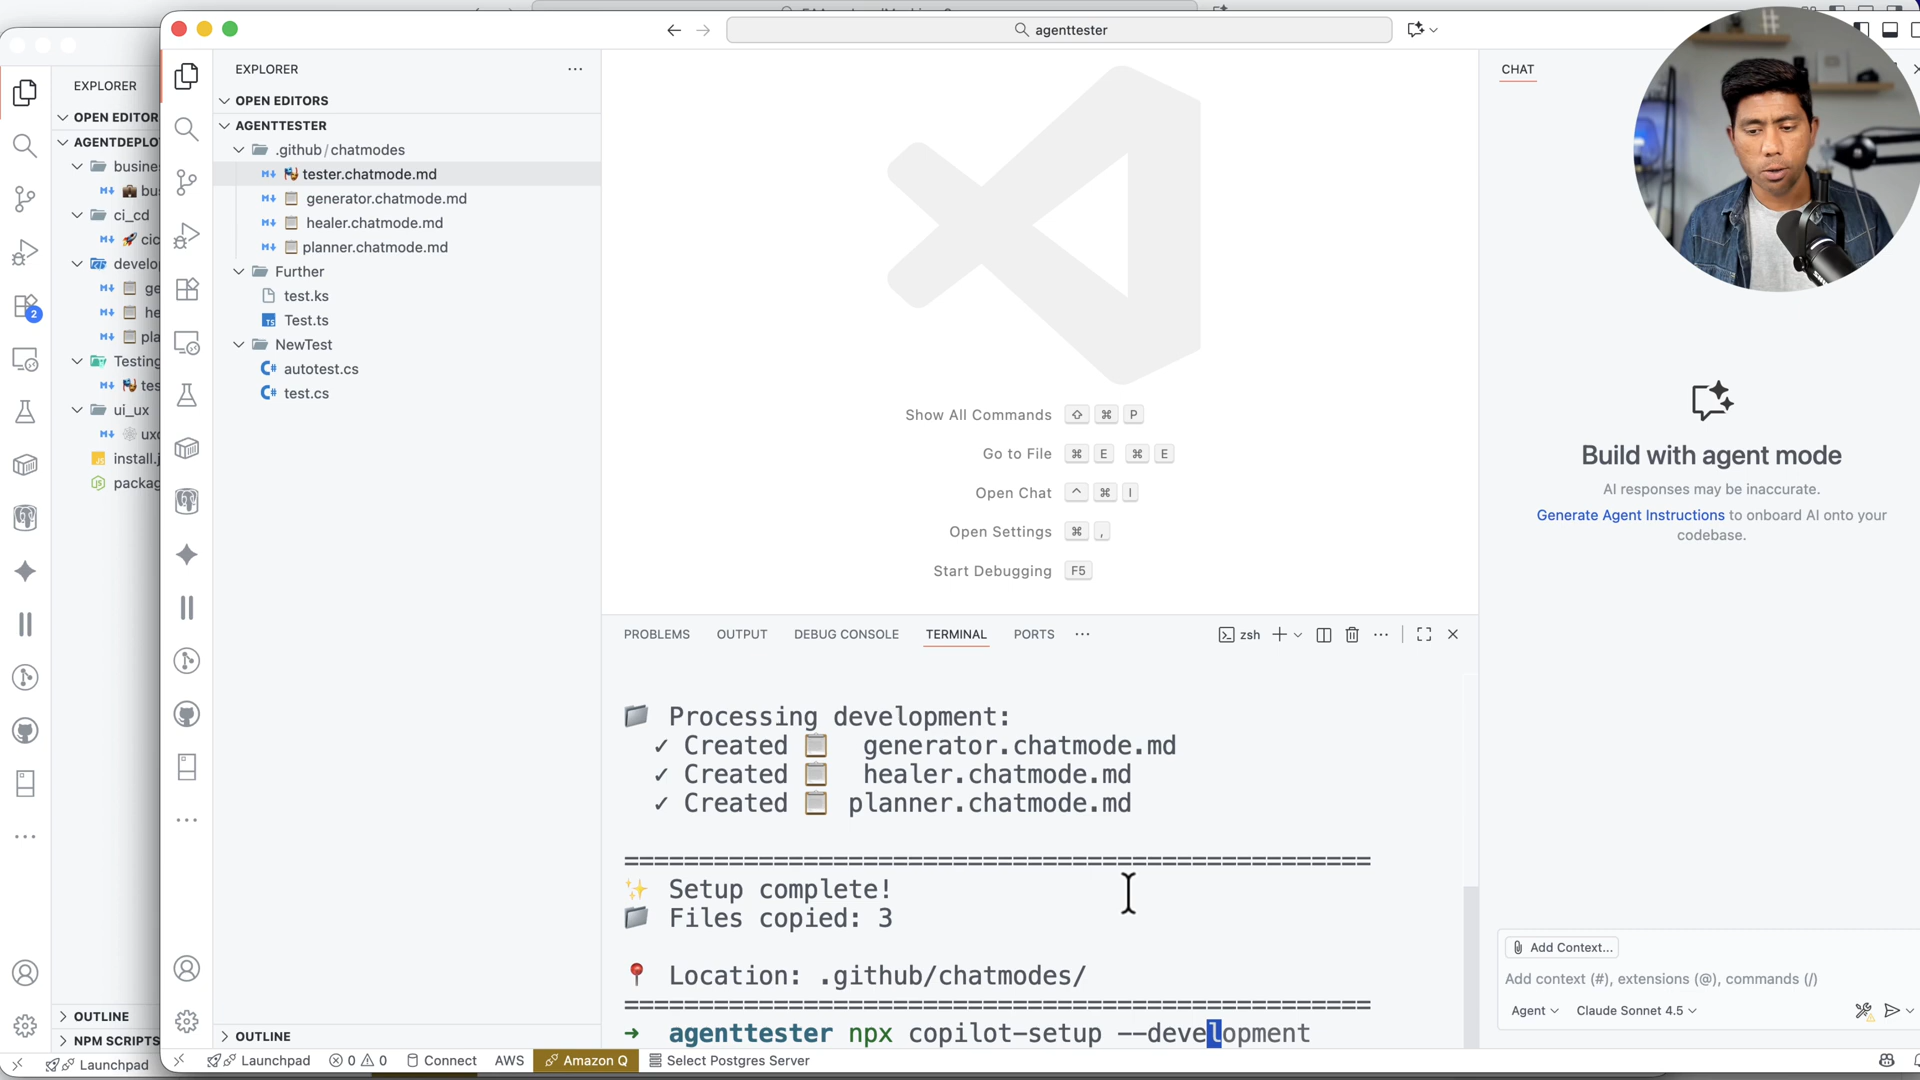 agenttester
EXPLORER
OPEN EDITOR
AGENTDEPLO
busine
bu
ci_cd
cic
develo
ge
he
pla
Testing
tes
ui_ux
uxc
install.j
packag
2
OUTLINE
NPM SCRIPTS
Launchpad
EXPLORER
OPEN EDITORS
AGENTTESTER
.github / chatmodes
tester.chatmode.md
generator.chatmode.md
healer.chatmode.md
planner.chatmode.md
Further
test.ks
TS Test.ts
NewTest
autotest.cs
test.cs
OUTLINE
Show All Commands ⇧ ⌘ P
Go to File ⌘ E ⌘ E
Open Chat ^ ⌘ I
Open Settings ⌘ ,
Start Debugging F5
PROBLEMS OUTPUT DEBUG CONSOLE TERMINAL PORTS
zsh
Processing development:
✓ Created generator.chatmode.md
✓ Created healer.chatmode.md
✓ Created planner.chatmode.md
==================================================
Setup complete!
Files copied: 3
Location: .github/chatmodes/
==================================================
→ agenttester npx copilot-setup --development
CHAT
Build with agent mode
AI responses may be inaccurate.
Generate Agent Instructions to onboard AI onto your
codebase.
Add Context...
Add context (#), extensions (@), commands (/)
Agent Claude Sonnet 4.5
Launchpad 0 0 Connect AWS Amazon Q Select Postgres Server